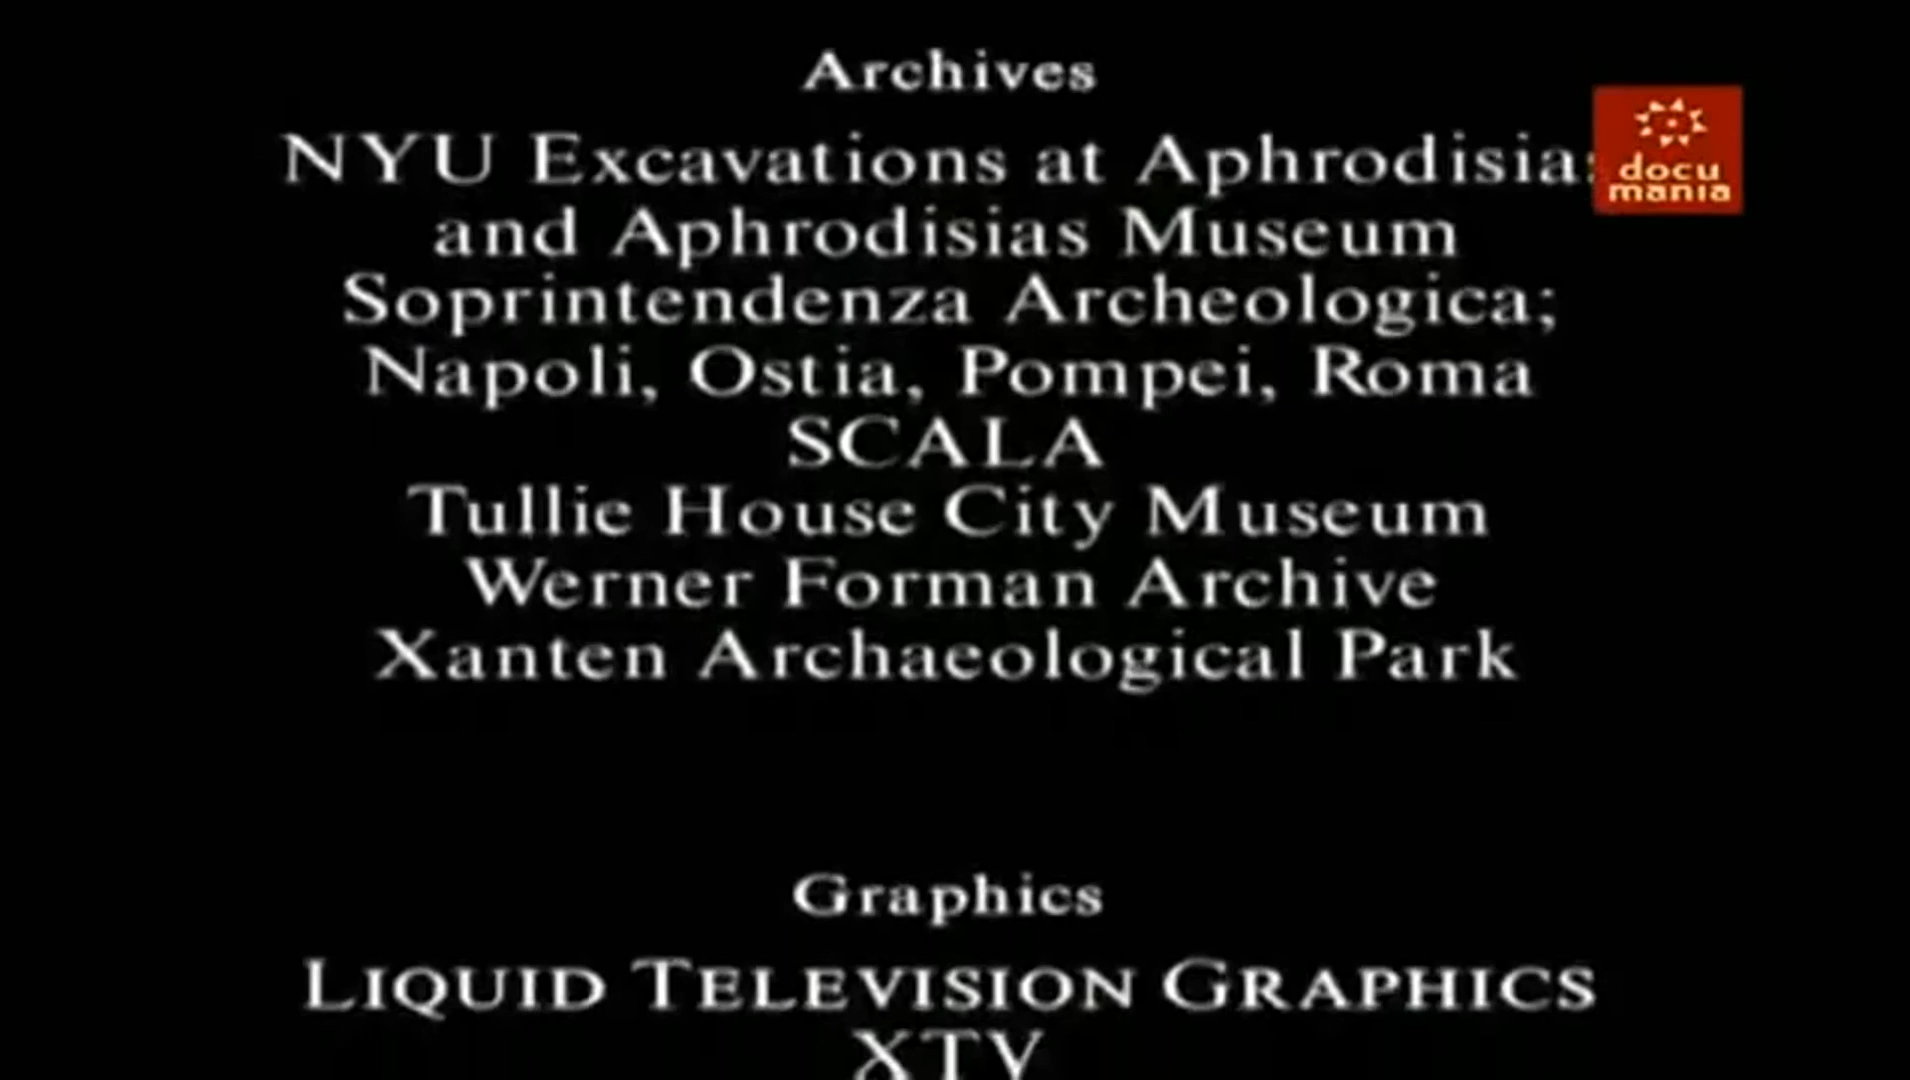 Archives
NYU Excavations at Aphrodisias
and Aphrodisias Museum
Soprintendenza Archeologica;
Napoli, Ostia, Pompei, Roma
SCALA
Tullie House City Museum
Werner Forman Archive
Xanten Archaeological Park
Graphics
LIQUID TELEVISION GRAPHICS
XTV
docu
mania